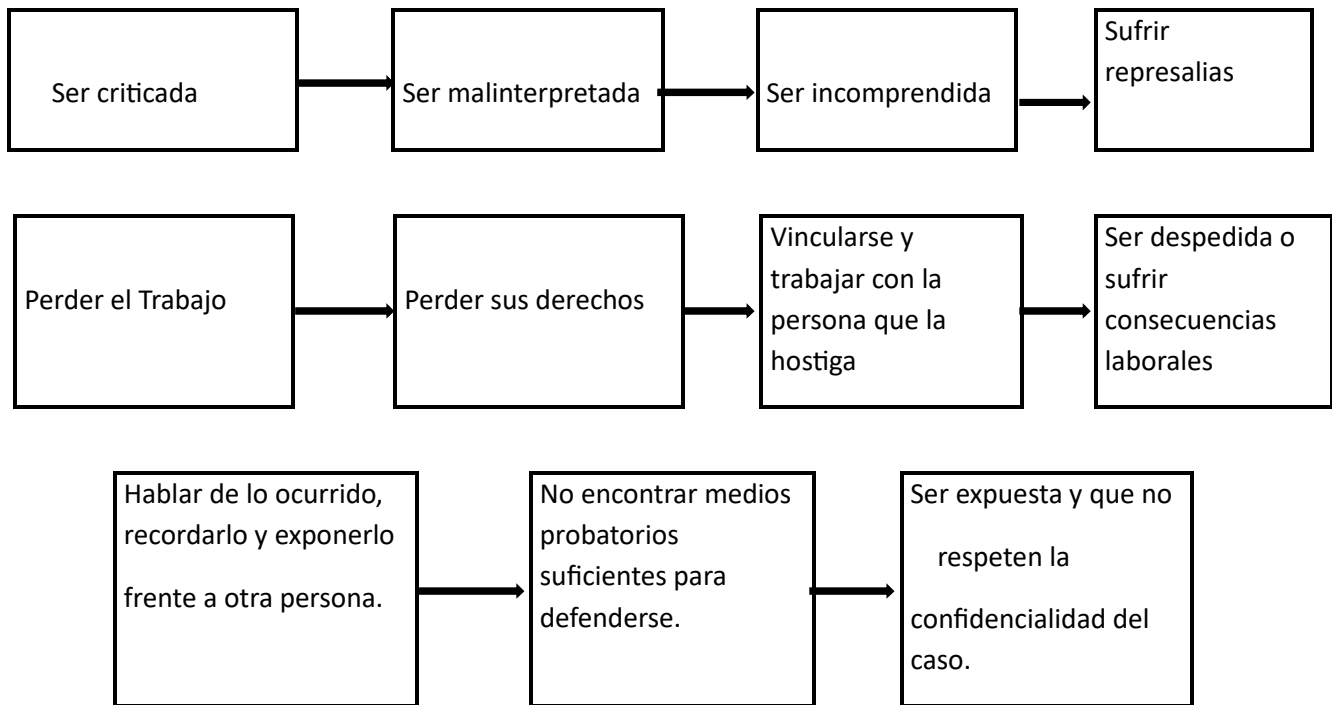 Ser criticada
Ser malinterpretada
Ser incomprendida
Sufrir
represalias
Perder el Trabajo
Perder sus derechos
Vincularse y
trabajar con la
persona que la
hostiga
Ser despedida o
sufrir
consecuencias
laborales
Hablar de lo ocurrido,
recordarlo y exponerlo
frente a otra persona.
No encontrar medios
probatorios
suficientes para
defenderse.
Ser expuesta y que no
respeten la
confidencialidad del
caso.